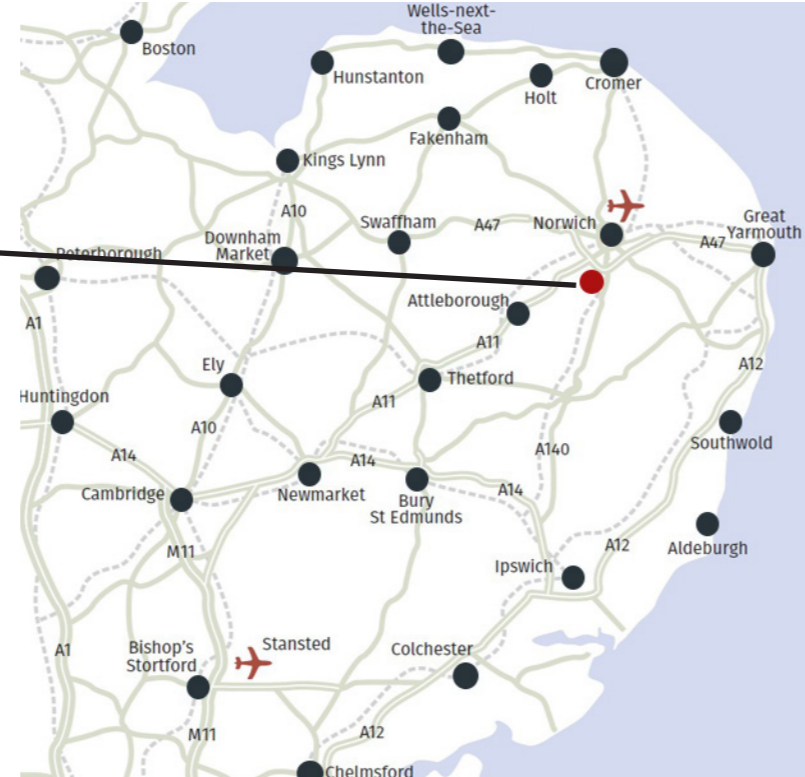 Wells-next-
the-Sea
Boston
Hunstanton
Cromer
Holt
Fakenham
Kings Lynn
A10
Swaffham
A47
Norwich
Great
Yarmouth
Downham
Market
A47
Peterborough
Attleborough
A1
A11
A12
Ely
Thetford
Huntingdon
A11
A10
Southwold
A14
A14
A140
Cambridge
Newmarket
Bury
St Edmunds
A14
M11
A12
Aldeburgh
Ipswich
A1
Bishop's
Stortford
Stansted
Colchester
M11
A12
Chelmsford